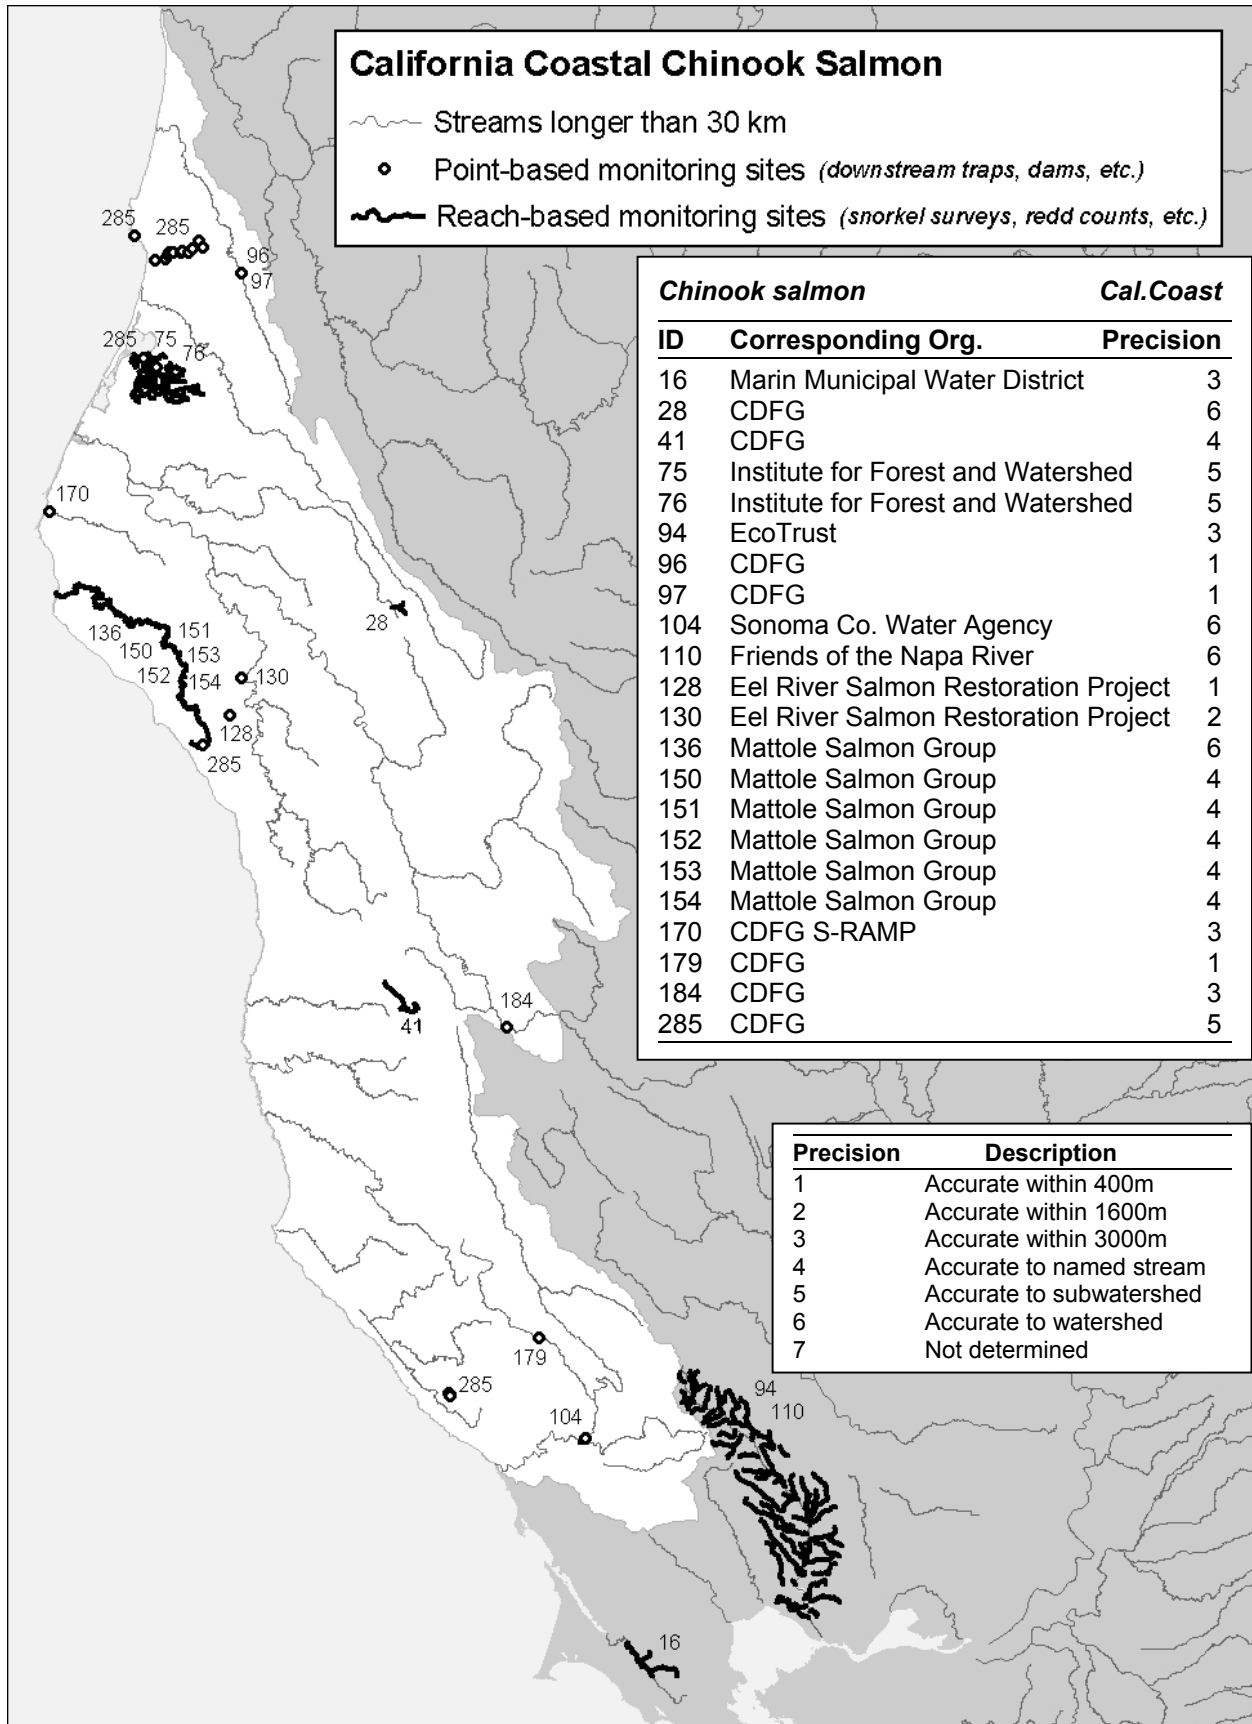 California Coastal Chinook Salmon
Streams longer than 30 km
Point-based monitoring sites (downstream traps, dams, etc.)
Reach-based monitoring sites (snorkel surveys, redd counts, etc.)
Chinook salmon Cal.Coast
ID Corresponding Org. Precision
16 Marin Municipal Water District 3
28 CDFG 6
41 CDFG 4
75 Institute for Forest and Watershed 5
76 Institute for Forest and Watershed 5
94 EcoTrust 3
96 CDFG 1
97 CDFG 1
104 Sonoma Co. Water Agency 6
110 Friends of the Napa River 6
128 Eel River Salmon Restoration Project 1
130 Eel River Salmon Restoration Project 2
136 Mattole Salmon Group 6
150 Mattole Salmon Group 4
151 Mattole Salmon Group 4
152 Mattole Salmon Group 4
153 Mattole Salmon Group 4
154 Mattole Salmon Group 4
170 CDFG S-RAMP 3
179 CDFG 1
184 CDFG 3
285 CDFG 5
Precision Description
1 Accurate within 400m
2 Accurate within 1600m
3 Accurate within 3000m
4 Accurate to named stream
5 Accurate to subwatershed
6 Accurate to watershed
7 Not determined
285
285
96
97
285
75
76
170
28
136
150
151
152
153
154
130
128
285
184
41
179
285
104
94
110
16